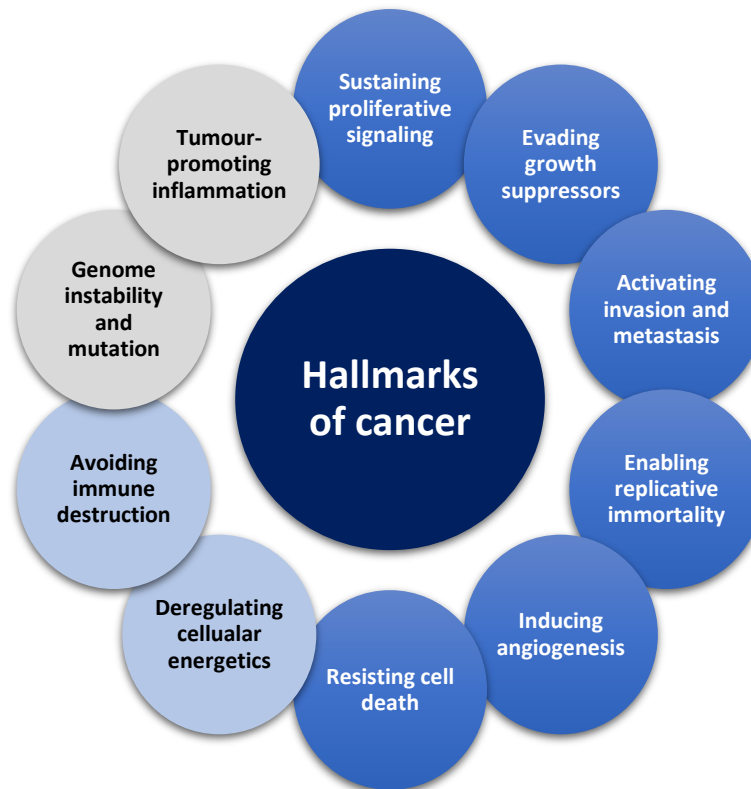 Sustaining
proliferative
signaling
Evading
growth
suppressors
Activating
invasion and
metastasis
Enabling
replicative
immortality
Inducing
angiogenesis
Resisting cell
death
Deregulating
cellualar
energetics
Avoiding
immune
destruction
Genome
instability
and
mutation
Tumour-
promoting
inflammation
Hallmarks
of cancer